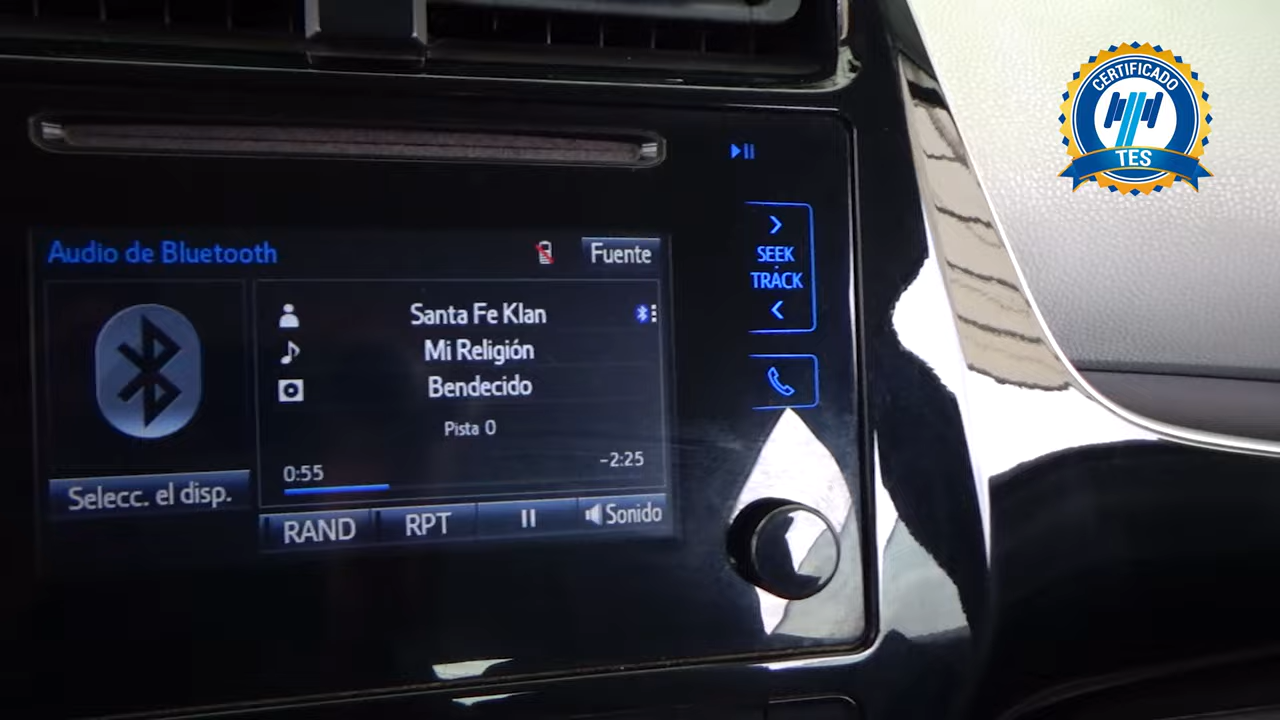 CERTIFICADO
TES
Audio de Bluetooth
Fuente
Santa Fe Klan
Mi Religión
Bendecido
Pista 0
0:55
-2:25
Selecc. el disp.
RAND
RPT
Sonido
SEEK
TRACK